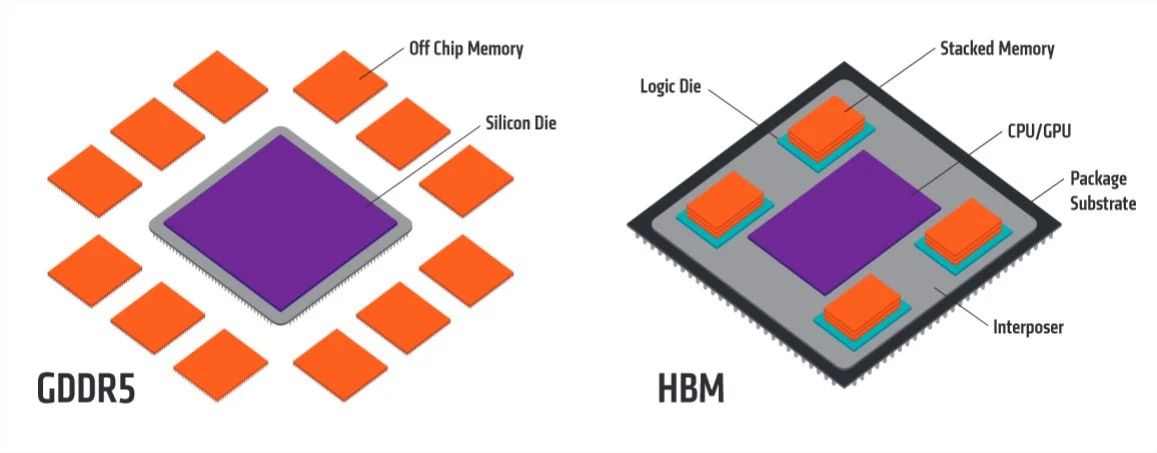 Off Chip Memory
Silicon Die
GDDR5
Stacked Memory
Logic Die
CPU/GPU
Package
Substrate
Interposer
HBM